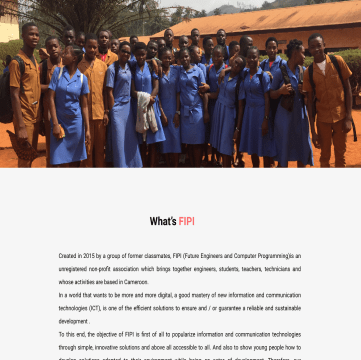 What's FIPI
Created in 2015 by a group of former classmates, FIPI (Future Engineers and Computer Programming)is an
unregistered non-profit association which brings together engineers, students, teachers, technicians and
whose activities are based in Cameroon.
In a world that wants to be more and more digital, a good mastery of new information and communication
technologies (ICT), is one of the efficient solutions to ensure and / or guarantee a reliable and sustainable
development .
To this end, the objective of FIPI is first of all to popularize information and communication technologies
through simple, innovative solutions and above all accessible to all. And also to show young people how to